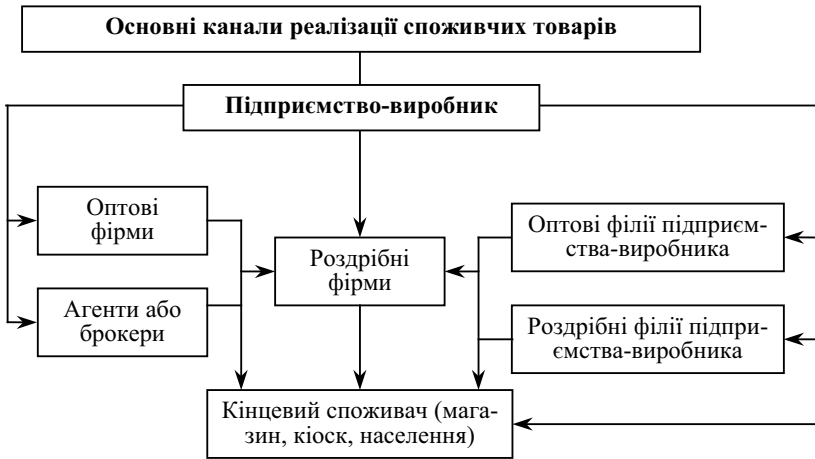 Основні канали реалізації споживчих товарів
Підприємство-виробник
Оптові
фірми
Агенти або
брокери
Роздрібні
фірми
Оптові філії підприєм-
ства-виробника
Роздрібні філії підпри-
ємства-виробника
Кінцевий споживач (мага-
зин, кіоск, населення)